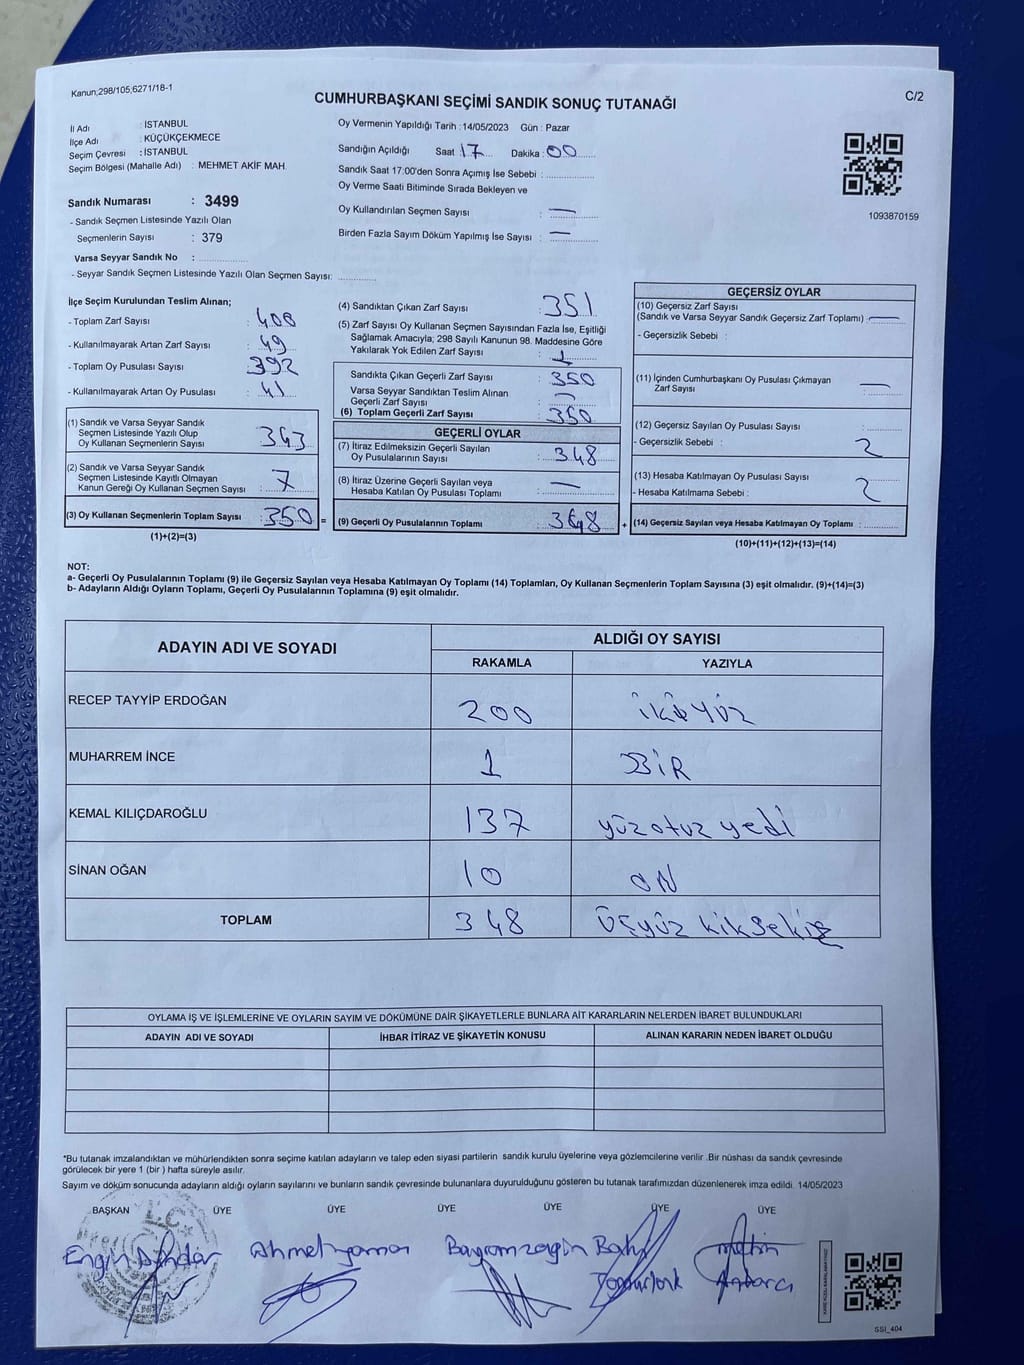 Kanun;298/105;6271/18-1
CUMHURBAŞKANI SEÇİMİ SANDIK SONUÇ TUTANAĞI
C/2
İl Adı : İSTANBUL
İlçe Adı : KÜÇÜKÇEKMECE
Seçim Çevresi : İSTANBUL
Seçim Bölgesi (Mahalle Adı) : MEHMET AKİF MAH.
Oy Vermenin Yapıldığı Tarih :14/05/2023 Gün : Pazar
Sandığın Açıldığı Saat :17 Dakika :00
Sandık Saat 17:00'den Sonra Açımış İse Sebebi :
Oy Verme Saati Bitiminde Sırada Bekleyen ve
Oy Kullandırılan Seçmen Sayısı : —
Birden Fazla Sayım Döküm Yapılmış İse Sayısı : —
1093870159
Sandık Numarası : 3499
- Sandık Seçmen Listesinde Yazılı Olan
Seçmenlerin Sayısı : 379
Varsa Seyyar Sandık No :
- Seyyar Sandık Seçmen Listesinde Yazılı Olan Seçmen Sayısı:
İlçe Seçim Kurulundan Teslim Alınan;
- Toplam Zarf Sayısı : 400
- Kullanılmayarak Artan Zarf Sayısı : 49
- Toplam Oy Pusulası Sayısı : 392
- Kullanılmayarak Artan Oy Pusulası : 41
(1) Sandık ve Varsa Seyyar Sandık
Seçmen Listesinde Yazılı Olup
Oy Kullanan Seçmenlerin Sayısı : 343
(2) Sandık ve Varsa Seyyar Sandık
Seçmen Listesinde Kayıtlı Olmayan
Kanun Gereği Oy Kullanan Seçmen Sayısı : 7
(3) Oy Kullanan Seçmenlerin Toplam Sayısı : 350 =
(1)+(2)=(3)
(4) Sandıktan Çıkan Zarf Sayısı : 351
(5) Zarf Sayısı Oy Kullanan Seçmen Sayısından Fazla İse, Eşitliği
Sağlamak Amacıyla; 298 Sayılı Kanunun 98. Maddesine Göre
Yakılarak Yok Edilen Zarf Sayısı : 1
Sandıkta Çıkan Geçerli Zarf Sayısı : 350
Varsa Seyyar Sandıktan Teslim Alınan
Geçerli Zarf Sayısı : —
(6) Toplam Geçerli Zarf Sayısı : 350
GEÇERLİ OYLAR
(7) İtiraz Edilmeksizin Geçerli Sayılan
Oy Pusulalarının Sayısı : 348
(8) İtiraz Üzerine Geçerli Sayılan veya
Hesaba Katılan Oy Pusulası Toplamı : —
(9) Geçerli Oy Pusulalarının Toplamı : 348 +
GEÇERSİZ OYLAR
(10) Geçersiz Zarf Sayısı
(Sandık ve Varsa Seyyar Sandık Geçersiz Zarf Toplamı) : —
- Geçersizlik Sebebi :
(11) İçinden Cumhurbaşkanı Oy Pusulası Çıkmayan
Zarf Sayısı : —
(12) Geçersiz Sayılan Oy Pusulası Sayısı :
- Geçersizlik Sebebi : 2
(13) Hesaba Katılmayan Oy Pusulası Sayısı :
- Hesaba Katılmama Sebebi : 2
(14) Geçersiz Sayılan veya Hesaba Katılmayan Oy Toplamı :
(10)+(11)+(12)+(13)=(14)
NOT:
a- Geçerli Oy Pusulalarının Toplamı (9) ile Geçersiz Sayılan veya Hesaba Katılmayan Oy Toplamı (14) Toplamları, Oy Kullanan Seçmenlerin Toplam Sayısına (3) eşit olmalıdır. (9)+(14)=(3)
b- Adayların Aldığı Oyların Toplamı, Geçerli Oy Pusulalarının Toplamına (9) eşit olmalıdır.
ADAYIN ADI VE SOYADI ALDIĞI OY SAYISI
RAKAMLA YAZIYLA
RECEP TAYYİP ERDOĞAN 200 ikiyüz
MUHARREM İNCE 1 BİR
KEMAL KILIÇDAROĞLU 137 yüzotuz yedi
SİNAN OĞAN 10 ON
TOPLAM 348 üçyüz kıksekiz
OYLAMA İŞ VE İŞLEMLERİNE VE OYLARIN SAYIM VE DÖKÜMÜNE DAİR ŞİKAYETLERLE BUNLARA AİT KARARLARIN NELERDEN İBARET BULUNDUKLARI
ADAYIN ADI VE SOYADI İHBAR İTİRAZ VE ŞİKAYETİN KONUSU ALINAN KARARIN NEDEN İBARET OLDUĞU
*Bu tutanak imzalandıktan ve mühürlendikten sonra seçime katılan adayların ve talep eden siyasi partilerin sandık kurulu üyelerine veya gözlemcilerine verilir .Bir nüshası da sandık çevresinde
görülecek bir yere 1 (bir ) hafta süreyle asılır.
Sayım ve döküm sonucunda adayların aldığı oyların sayılarını ve bunların sandık çevresinde bulunanlara duyurulduğunu gösteren bu tutanak tarafımızdan düzenlenerek imza edildi. 14/05/2023
BAŞKAN ÜYE ÜYE ÜYE ÜYE ÜYE ÜYE
T.C.
Engin Ahmet yaman Bayram zengin metin
SSI_404